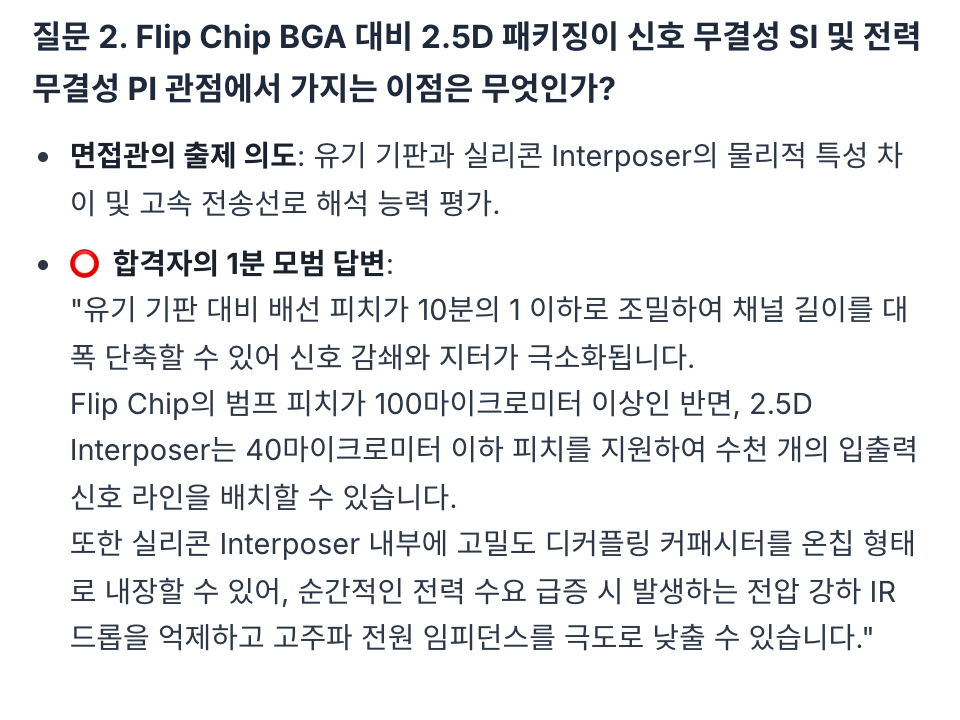 질문 2. Flip Chip BGA 대비 2.5D 패키징이 신호 무결성 SI 및 전력
무결성 PI 관점에서 가지는 이점은 무엇인가?
• 면접관의 출제 의도: 유기 기판과 실리콘 Interposer의 물리적 특성 차
이 및 고속 전송선로 해석 능력 평가.
• ⭕ 합격자의 1분 모범 답변:
"유기 기판 대비 배선 피치가 10분의 1 이하로 조밀하여 채널 길이를 대
폭 단축할 수 있어 신호 감쇄와 지터가 극소화됩니다.
Flip Chip의 범프 피치가 100마이크로미터 이상인 반면, 2.5D
Interposer는 40마이크로미터 이하 피치를 지원하여 수천 개의 입출력
신호 라인을 배치할 수 있습니다.
또한 실리콘 Interposer 내부에 고밀도 디커플링 커패시터를 온칩 형태
로 내장할 수 있어, 순간적인 전력 수요 급증 시 발생하는 전압 강하 IR
드롭을 억제하고 고주파 전원 임피던스를 극도로 낮출 수 있습니다."